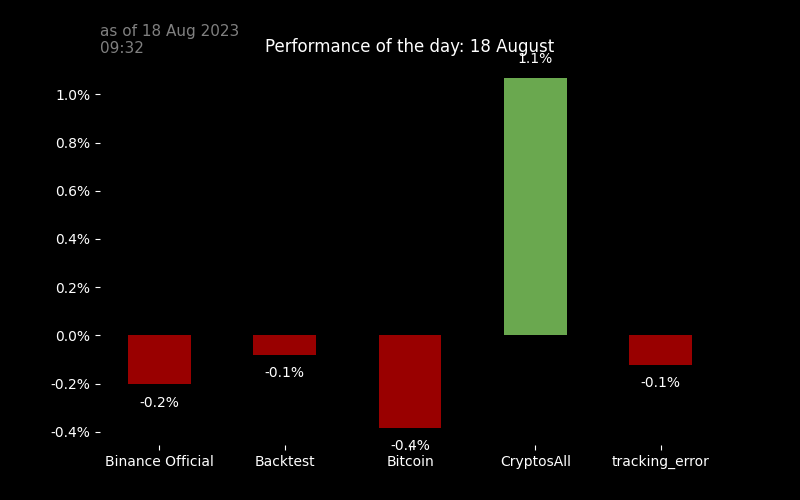 as of 18 Aug 2023
09:32
Performance of the day: 18 August
1.1%
1.0%
0.8%
0.6%
0.4%
0.2%
0.0%
-0.2%
-0.4%
-0.2%
-0.1%
-0.4%
-0.1%
Binance Official
Backtest
Bitcoin
CryptosAll
tracking_error